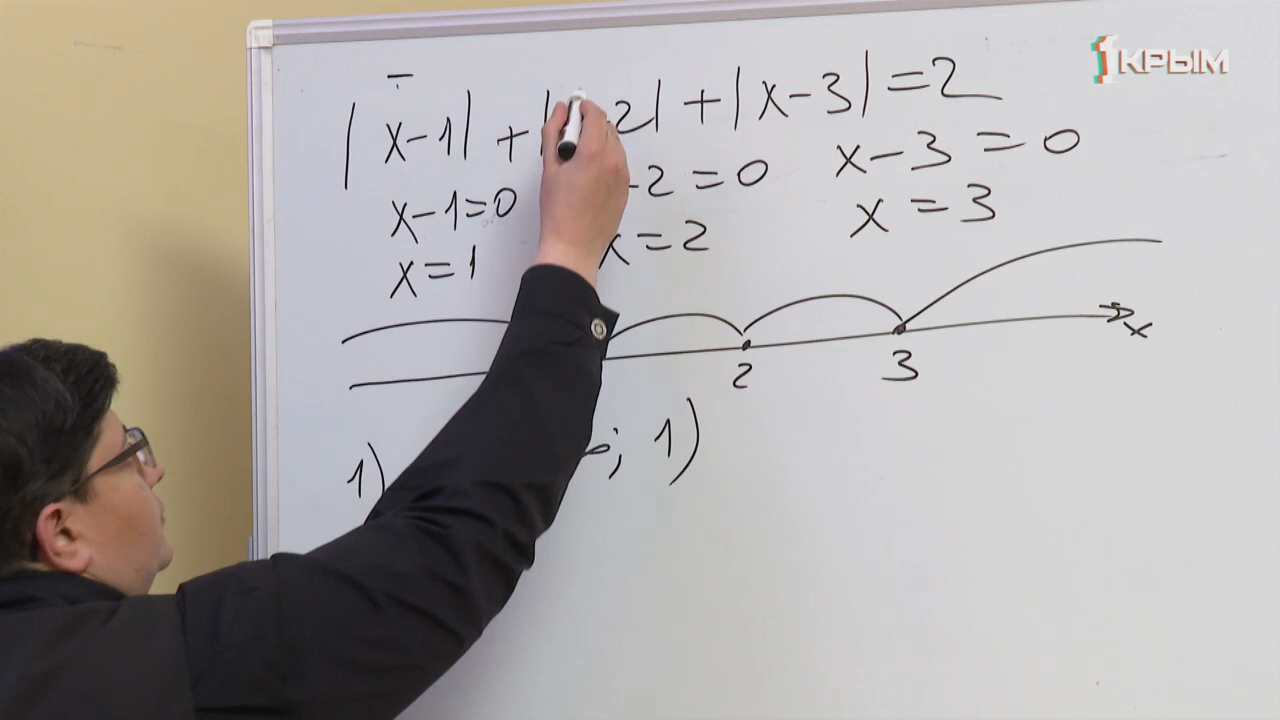 1КРЫМ
|x-1| + | -2| + |x-3| = 2
x-1=0 -2=0 x-3=0
x=1 x=2 x=3
2 3 x
1) ∞; 1)